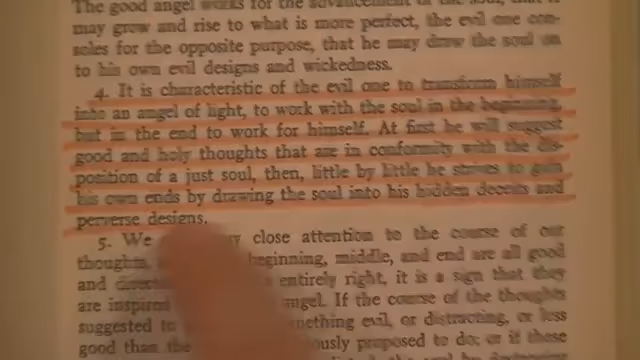 The good angel works for the advancement of the soul, that it
may grow and rise to what is more perfect, the evil one con-
soles for the opposite purpose, that he may draw the soul on
to his own evil designs and wickedness.
4. It is characteristic of the evil one to transform himself
into an angel of light, to work with the soul in the beginning,
but in the end to work for himself. At first he will suggest
good and holy thoughts that are in conformity with the dis-
position of a just soul, then, little by little he strives to gain
his own ends by drawing the soul into his hidden deceits and
perverse designs.
5. We close attention to the course of our
thoughts, beginning, middle, and end are all good
and entirely right, it is a sign that they
are inspired angel. If the course of the thoughts
suggested to something evil, or distracting, or less
good than the proposed to do; or if these